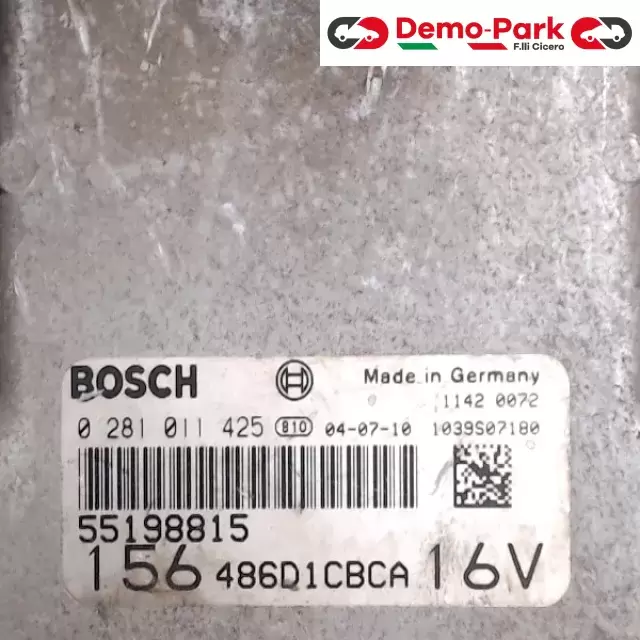 Demo-Park
F.lli Cicero
BOSCH Made in Germany
1142 0072
0 281 011 425 810 04-07-10 1039S07180
55198815
156 486D1CBCA 16V